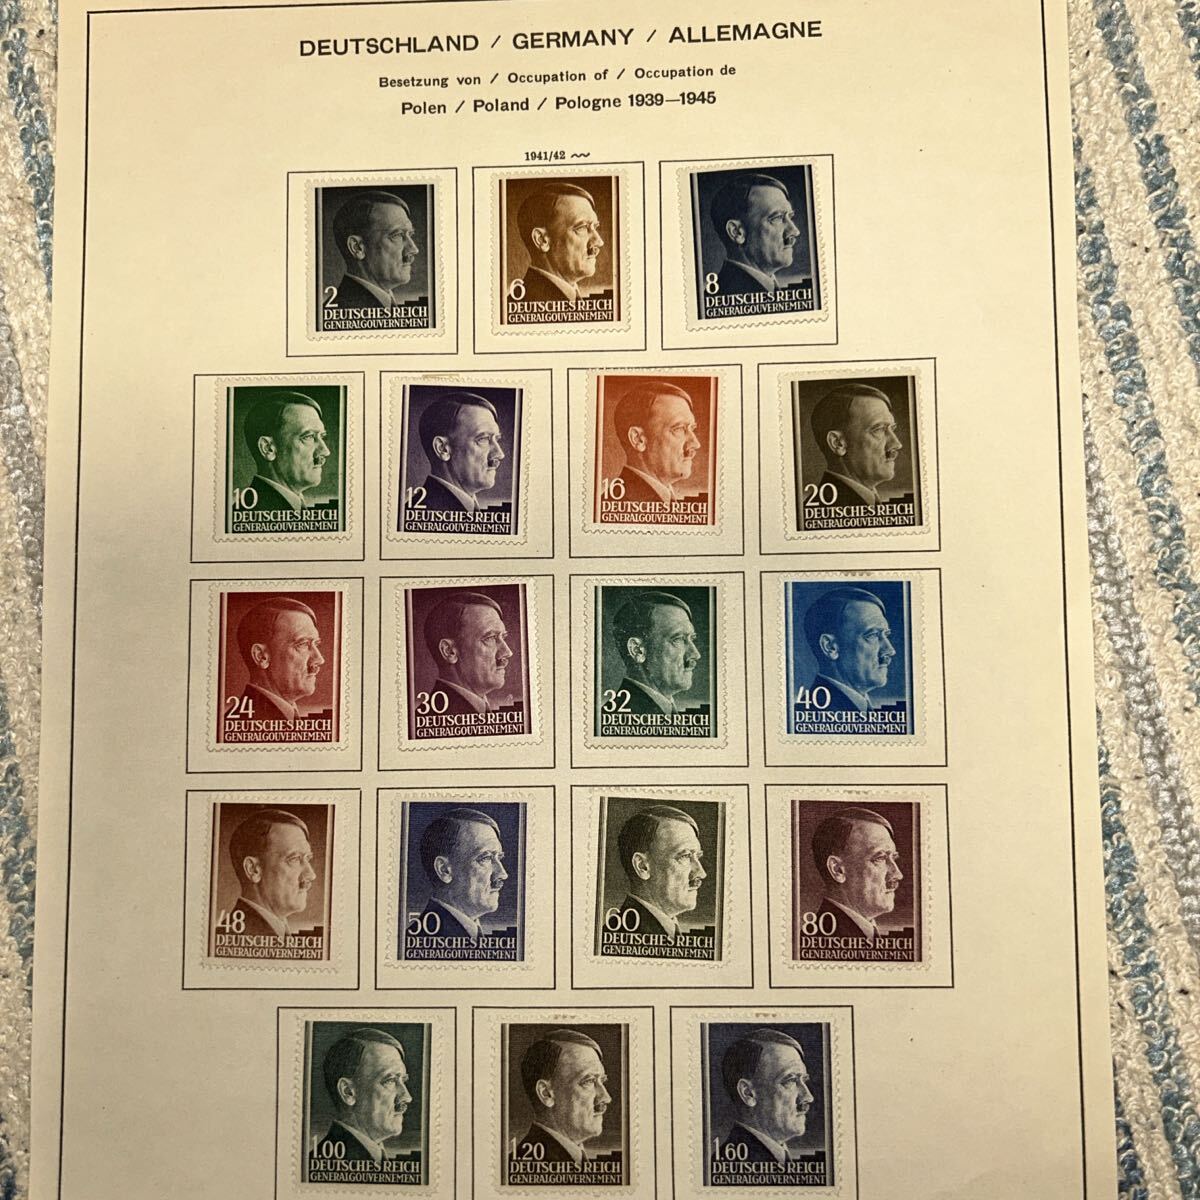 DEUTSCHLAND / GERMANY / ALLEMAGNE
Besetzung von / Occupation of / Occupation de
Polen / Poland / Pologne 1939—1945
1941/42
2
DEUTSCHES REICH
GENERALGOUVERNEMENT
6
DEUTSCHES REICH
GENERALGOUVERNEMENT
8
DEUTSCHES REICH
GENERALGOUVERNEMENT
10
DEUTSCHES REICH
GENERALGOUVERNEMENT
12
DEUTSCHES REICH
GENERALGOUVERNEMENT
16
DEUTSCHES REICH
GENERALGOUVERNEMENT
20
DEUTSCHES REICH
GENERALGOUVERNEMENT
24
DEUTSCHES REICH
GENERALGOUVERNEMENT
30
DEUTSCHES REICH
GENERALGOUVERNEMENT
32
DEUTSCHES REICH
GENERALGOUVERNEMENT
40
DEUTSCHES REICH
GENERALGOUVERNEMENT
48
DEUTSCHES REICH
GENERALGOUVERNEMENT
50
DEUTSCHES REICH
GENERALGOUVERNEMENT
60
DEUTSCHES REICH
GENERALGOUVERNEMENT
80
DEUTSCHES REICH
GENERALGOUVERNEMENT
1.00
DEUTSCHES REICH
GENERALGOUVERNEMENT
1.20
DEUTSCHES REICH
GENERALGOUVERNEMENT
1.60
DEUTSCHES REICH
GENERALGOUVERNEMENT